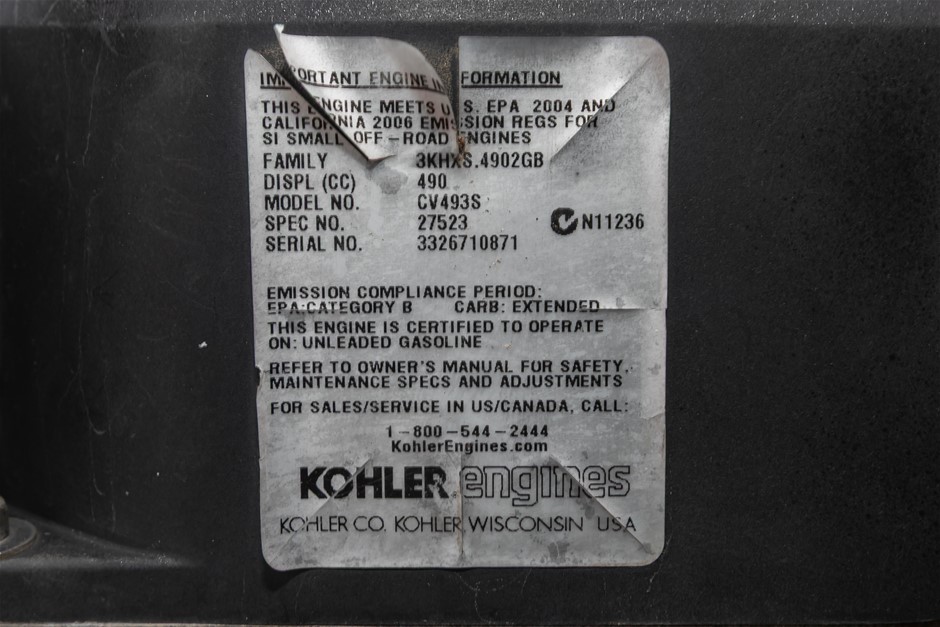 IMPORTANT ENGINE INFORMATION
THIS ENGINE MEETS U.S. EPA 2004 AND
CALIFORNIA 2006 EMISSION REGS FOR
SI SMALL OFF-ROAD ENGINES
FAMILY 3KHXS.4902GB
DISPL (CC) 490
MODEL NO. CV493S
SPEC NO. 27523 N11236
SERIAL NO. 3326710871
EMISSION COMPLIANCE PERIOD:
EPA:CATEGORY B CARB: EXTENDED
THIS ENGINE IS CERTIFIED TO OPERATE
ON: UNLEADED GASOLINE
REFER TO OWNER'S MANUAL FOR SAFETY,
MAINTENANCE SPECS AND ADJUSTMENTS
FOR SALES/SERVICE IN US/CANADA, CALL:
1-800-544-2444
KohlerEngines.com
KOHLER engines
KOHLER CO. KOHLER, WISCONSIN USA